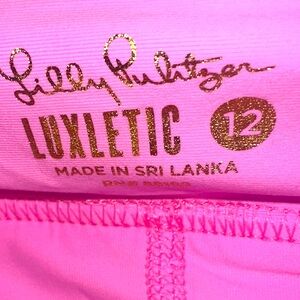 Lilly Pulitzer
LUXLETIC 12
MADE IN SRI LANKA